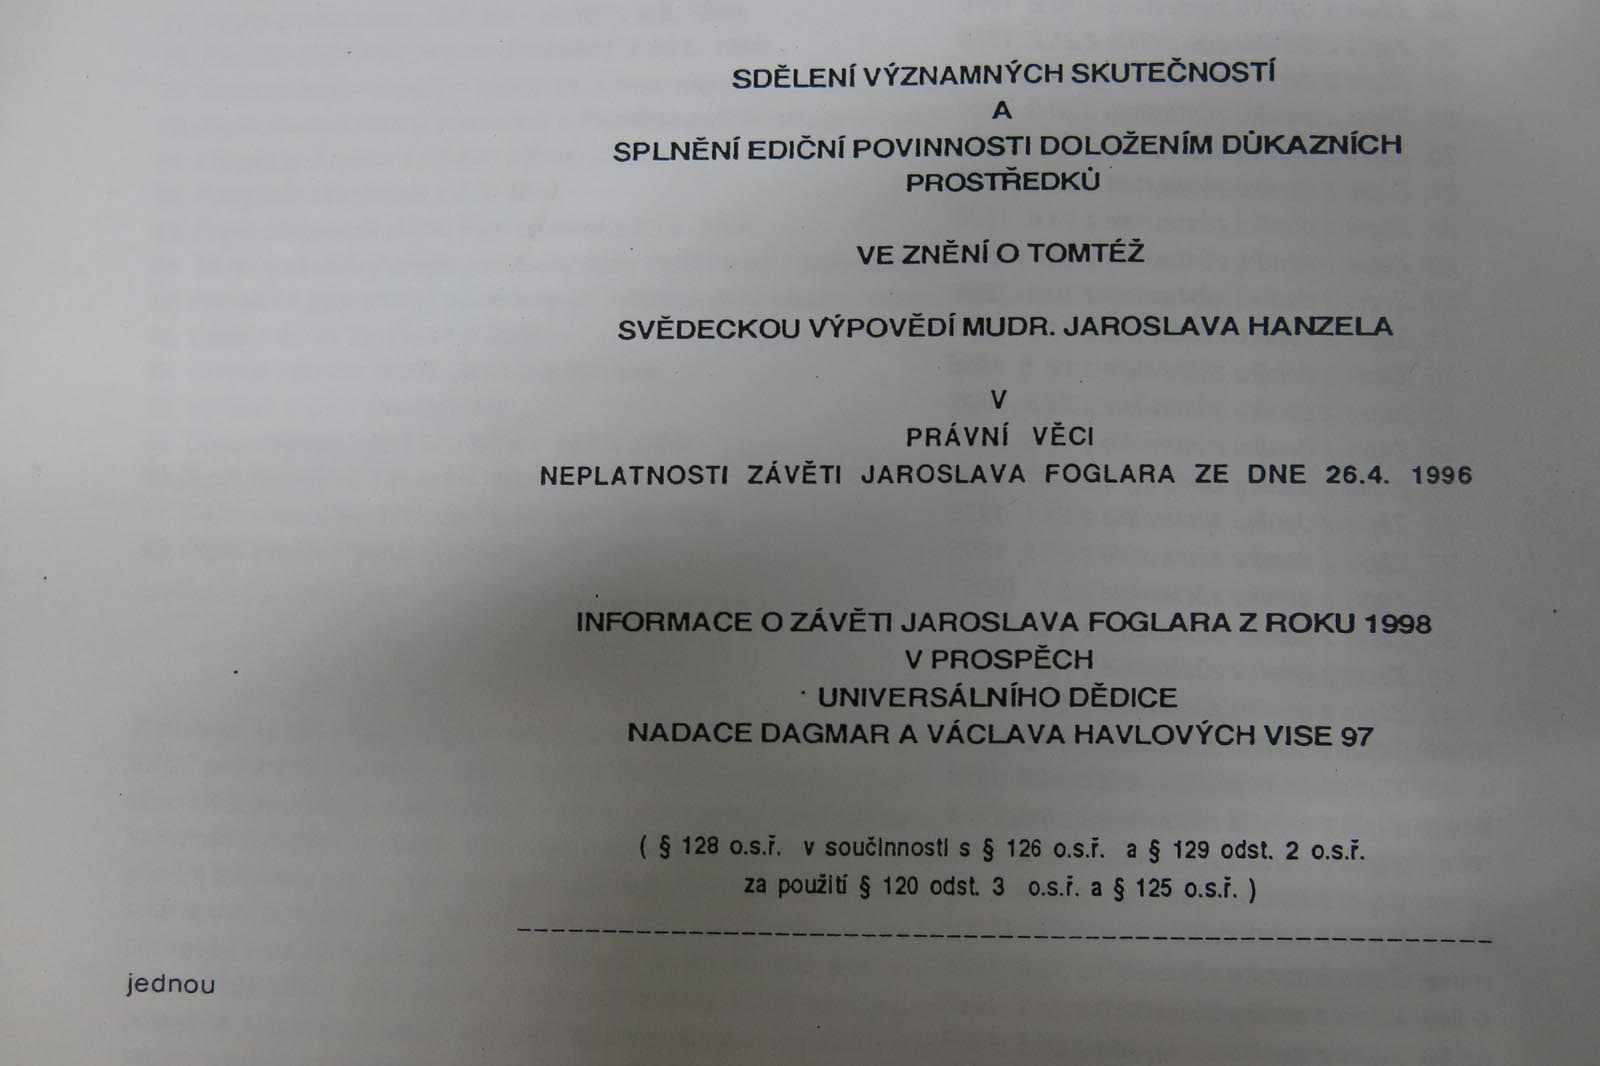 SDĚLENÍ VÝZNAMNÝCH SKUTEČNOSTÍ
A
SPLNĚNÍ EDIČNÍ POVINNOSTI DOLOŽENÍM DŮKAZNÍCH
PROSTŘEDKŮ
VE ZNĚNÍ O TOMTÉŽ
SVĚDECKOU VÝPOVĚDÍ MUDR. JAROSLAVA HANZELA
V
PRÁVNÍ VĚCI
NEPLATNOSTI ZÁVĚTI JAROSLAVA FOGLARA ZE DNE 26.4. 1996
INFORMACE O ZÁVĚTI JAROSLAVA FOGLARA Z ROKU 1998
V PROSPĚCH
UNIVERSÁLNÍHO DĚDICE
NADACE DAGMAR A VÁCLAVA HAVLOVÝCH VISE 97
( § 128 o.s.ř. v součinnosti s § 126 o.s.ř. a § 129 odst. 2 o.s.ř.
za použití § 120 odst. 3 o.s.ř. a § 125 o.s.ř. )
jednou